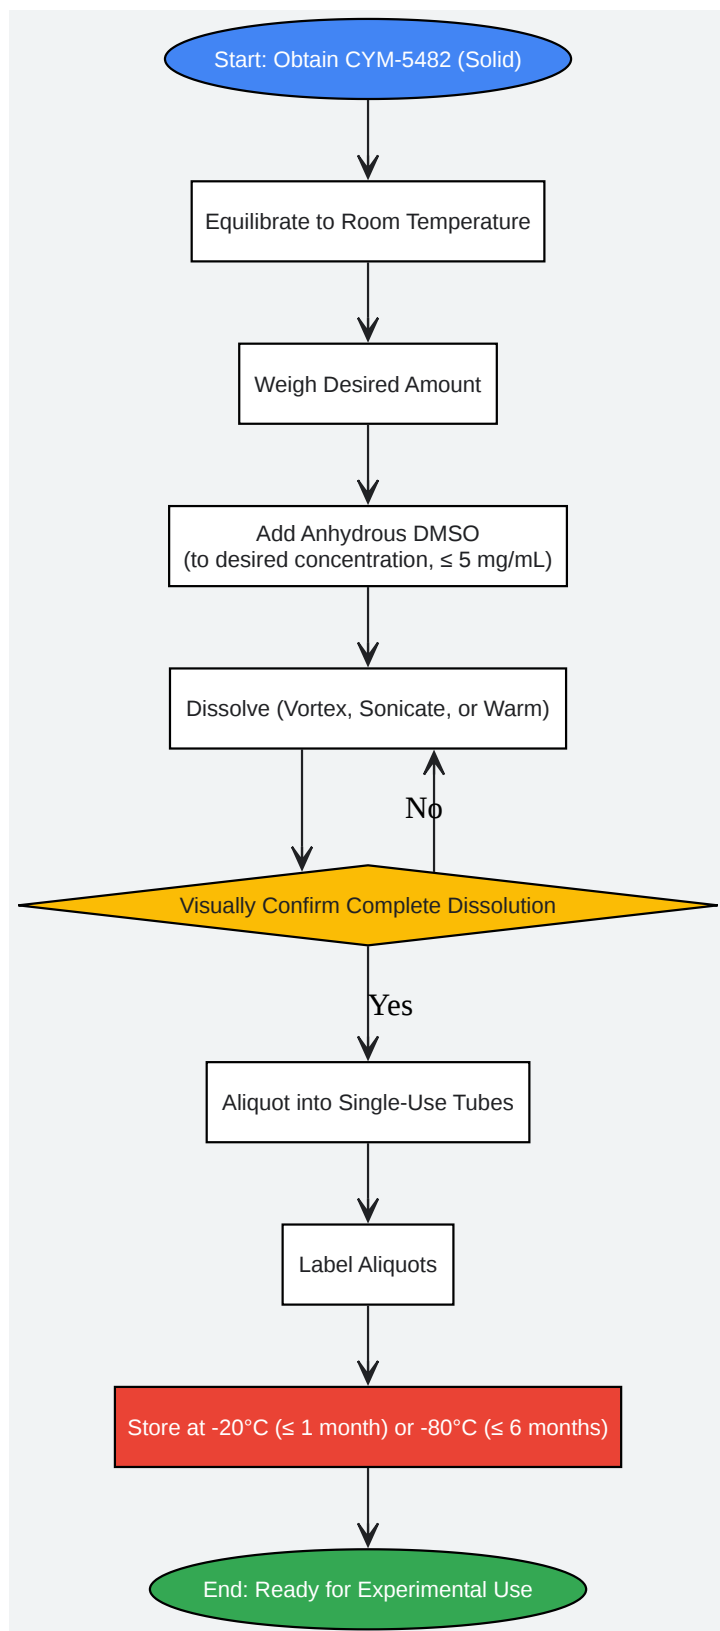 Start: Obtain CYM-5482 (Solid)
Equilibrate to Room Temperature
Weigh Desired Amount
Add Anhydrous DMSO
(to desired concentration, ≤ 5 mg/mL)
Dissolve (Vortex, Sonicate, or Warm)
No
Visually Confirm Complete Dissolution
Yes
Aliquot into Single-Use Tubes
Label Aliquots
Store at -20°C (≤ 1 month) or -80°C (≤ 6 months)
End: Ready for Experimental Use